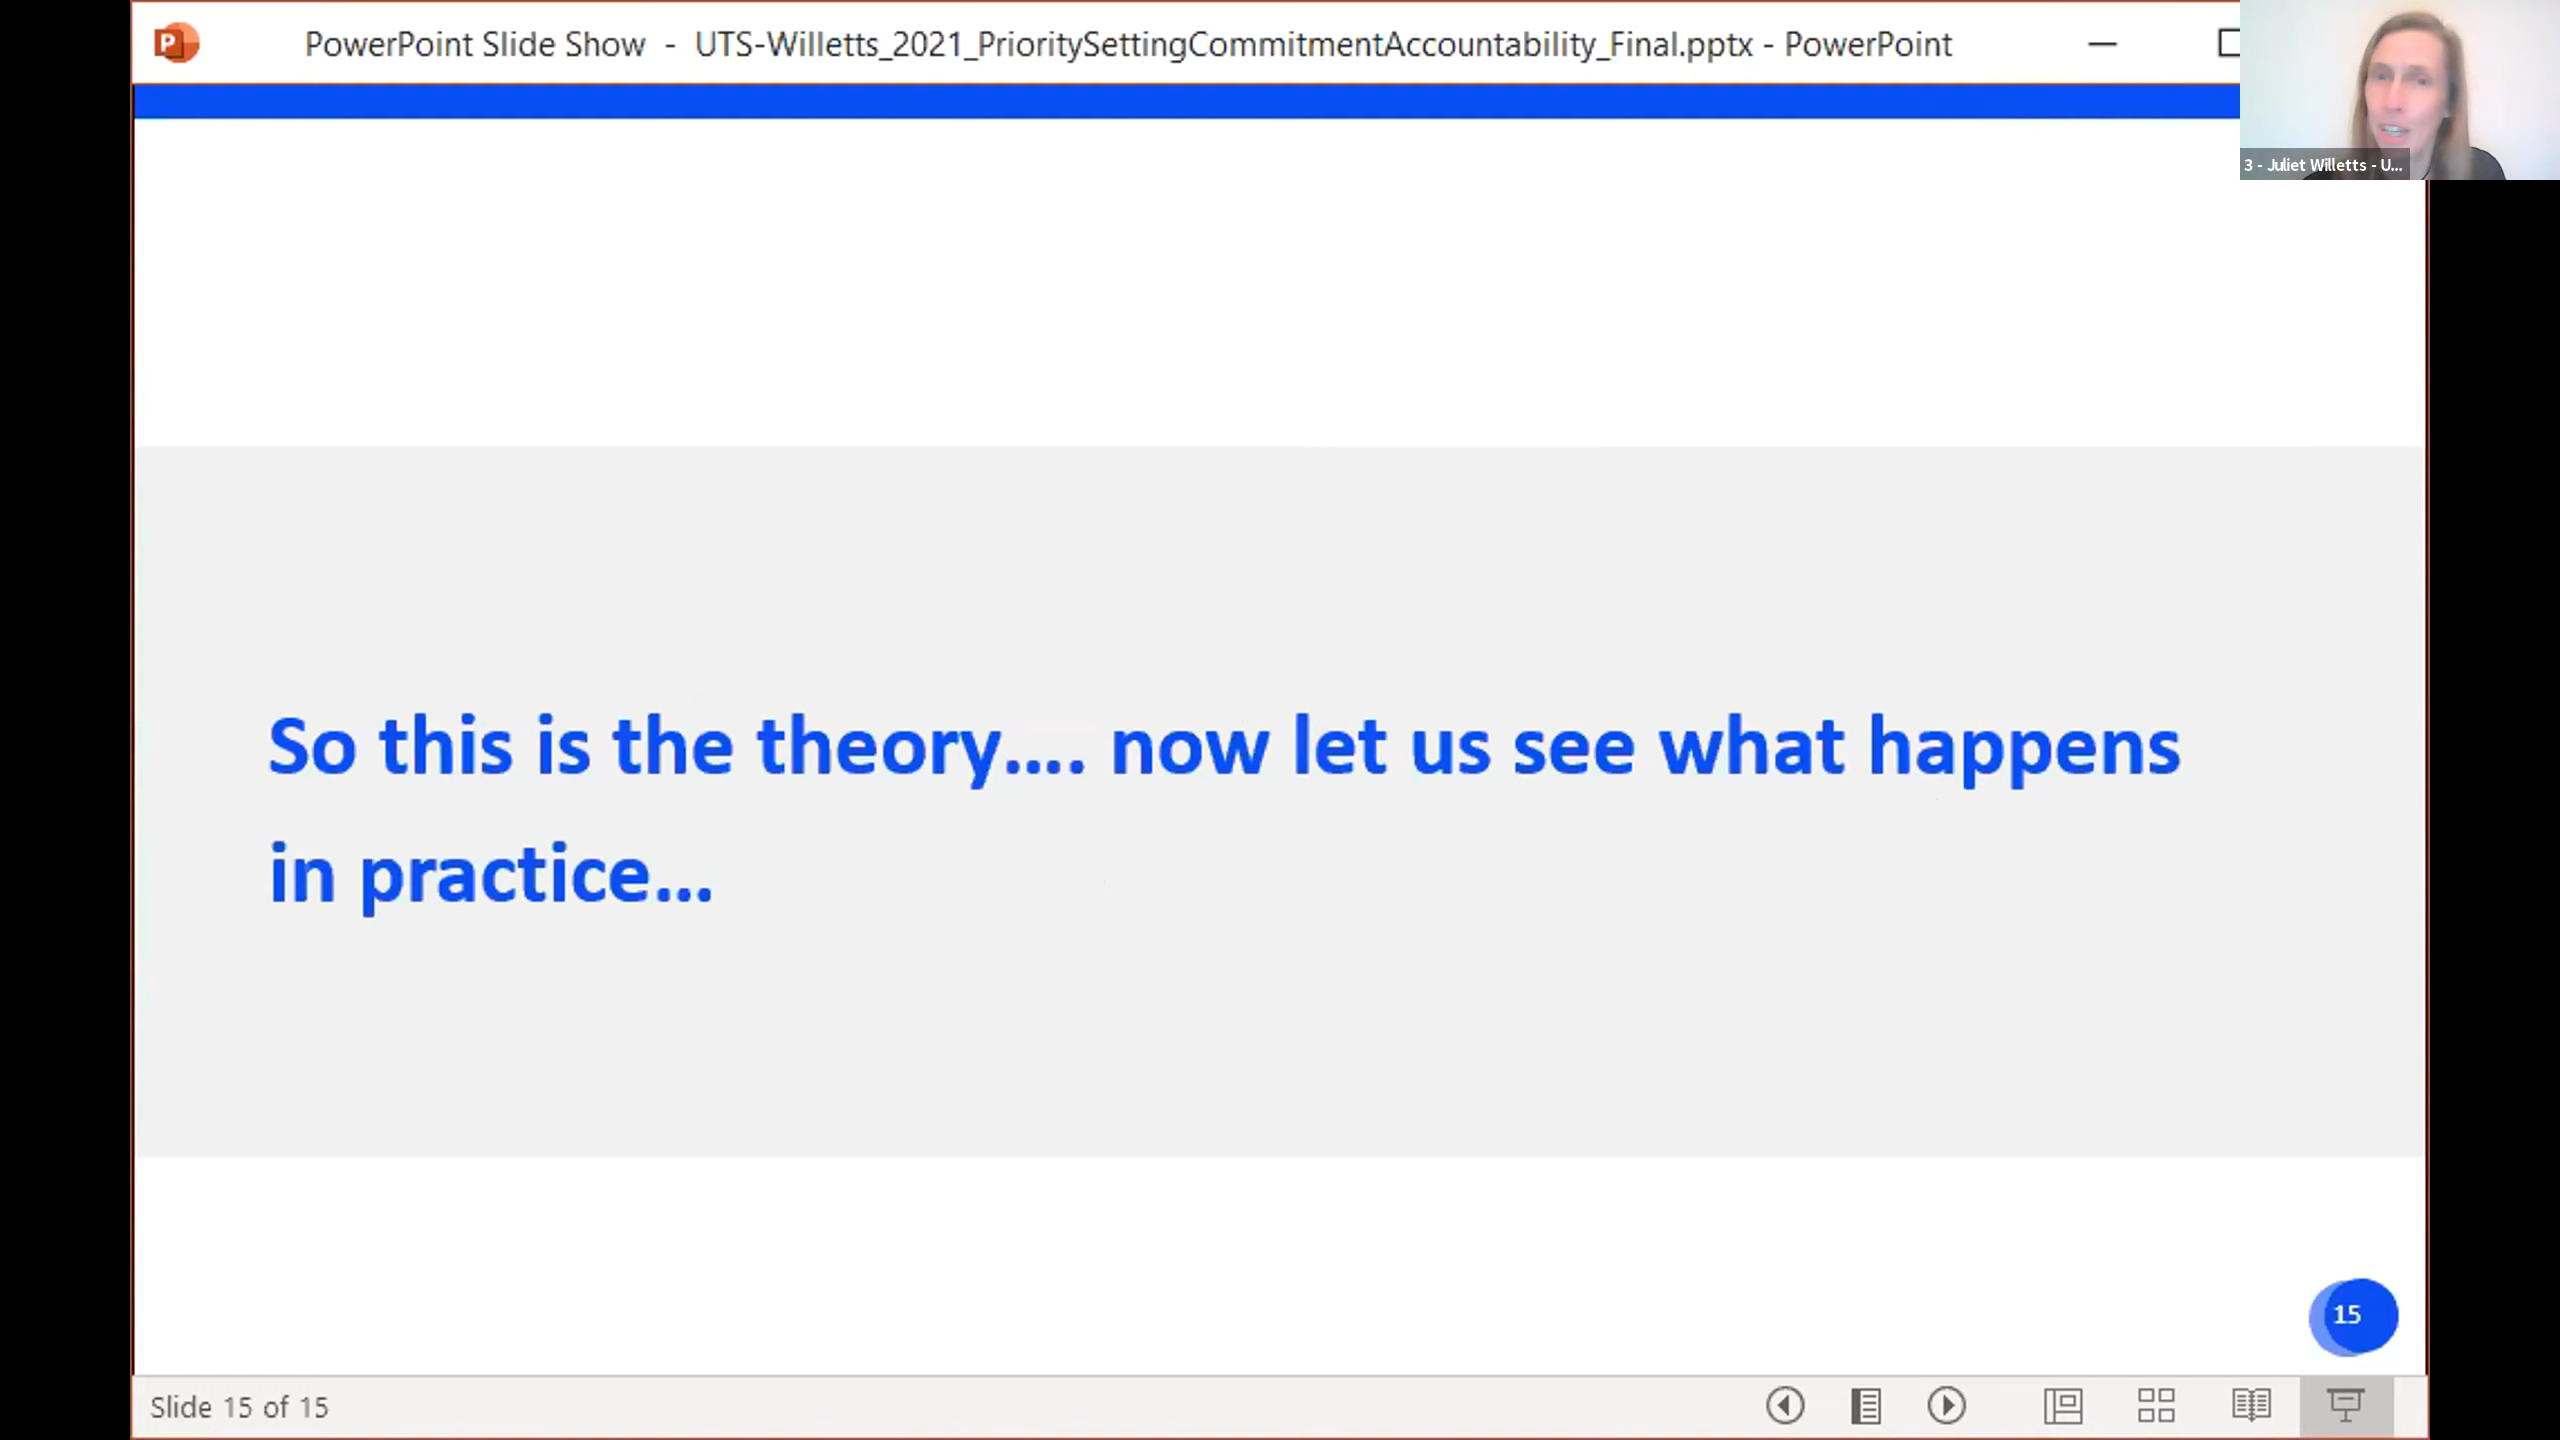 PowerPoint Slide Show - UTS-Willetts_2021_PrioritySettingCommitmentAccountability_Final.pptx - PowerPoint
3 - Juliet Willetts - U...
So this is the theory.... now let us see what happens
in practice...
15
Slide 15 of 15